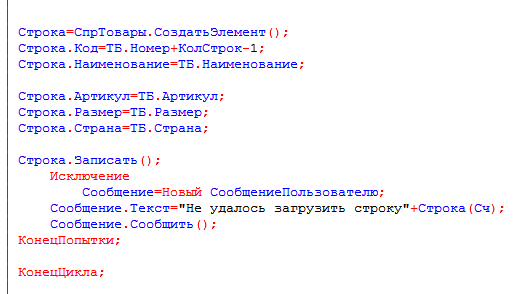 Строка=СпрТовары.СоздатьЭлемент();
Строка.Код=ТБ.Номер+КолСтрок-1;
Строка.Наименование=ТБ.Наименование;
Строка.Артикул=ТБ.Артикул;
Строка.Размер=ТБ.Размер;
Строка.Страна=ТБ.Страна;
Строка.Записать();
Исключение
Сообщение=Новый СообщениеПользователю;
Сообщение.Текст="Не удалось загрузить строку"+Строка(Сч);
Сообщение.Сообщить();
КонецПопытки;
КонецЦикла;